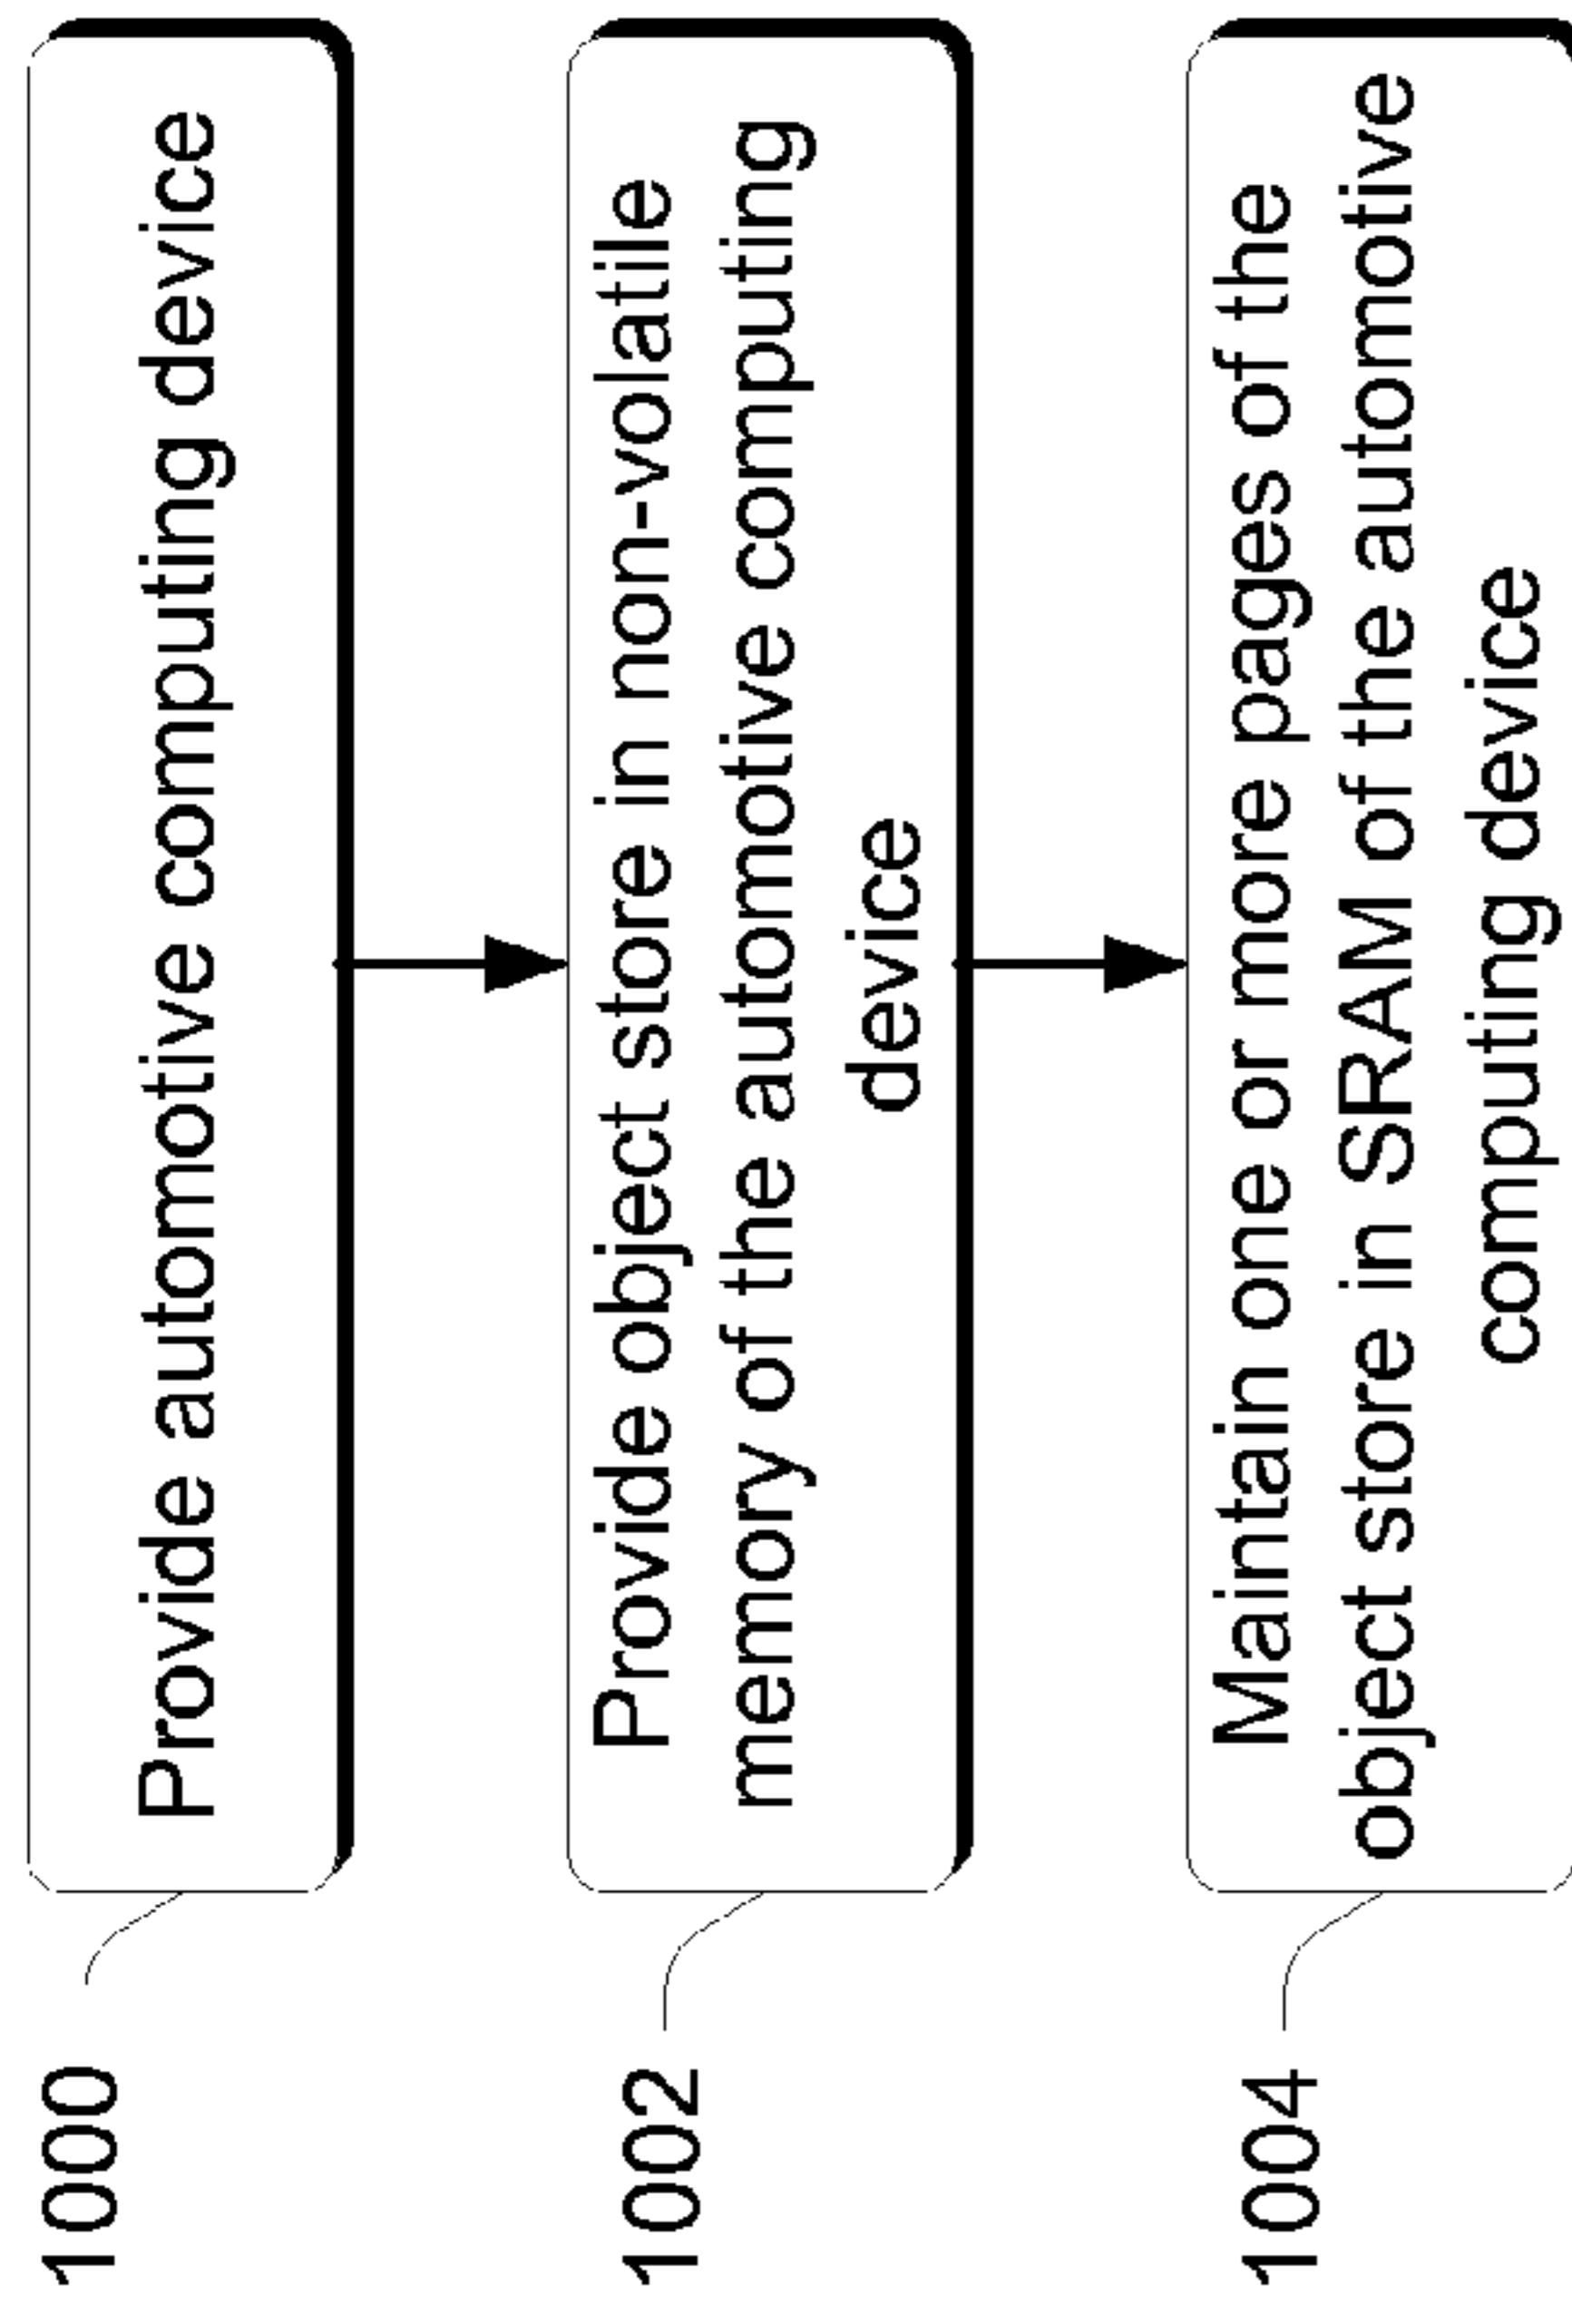 1000
Provide automotive computing device
1002
Provide object store in non-volatile
memory of the automotive computing
device
1004
Maintain one or more pages of the
object store in SRAM of the automotive
computing device